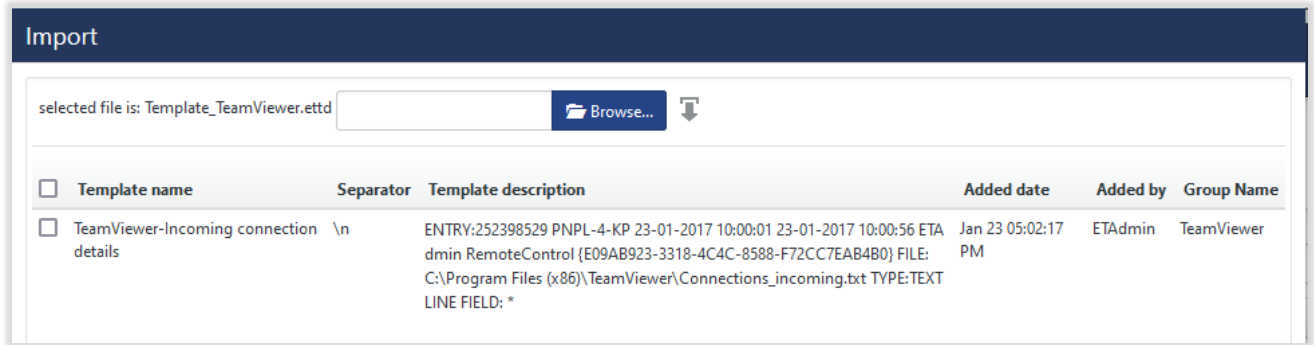 Import
selected file is: Template_TeamViewer.ettd Browse...
Template name Separator Template description Added date Added by Group Name
TeamViewer-Incoming connection \n ENTRY:252398529 PNPL-4-KP 23-01-2017 10:00:01 23-01-2017 10:00:56 ETA Jan 23 05:02:17 ETAdmin TeamViewer
details dmin RemoteControl {E09AB923-3318-4C4C-8588-F72CC7EAB4B0} FILE: PM
C:\Program Files (x86)\TeamViewer\Connections_incoming.txt TYPE:TEXT
LINE FIELD: *